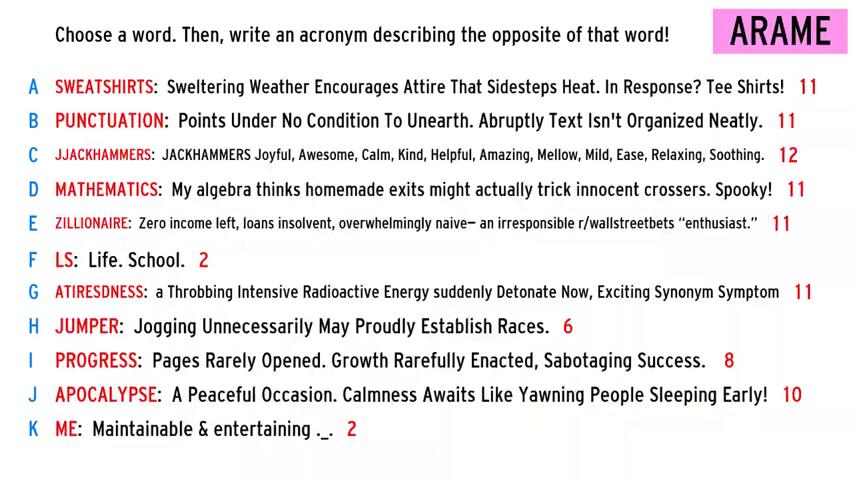 Choose a word. Then, write an acronym describing the opposite of that word!
ARAME
A SWEATSHIRTS: Sweltering Weather Encourages Attire That Sidesteps Heat. In Response? Tee Shirts! 11
B PUNCTUATION: Points Under No Condition To Unearth. Abruptly Text Isn't Organized Neatly. 11
C JJACKHAMMERS: JACKHAMMERS Joyful, Awesome, Calm, Kind, Helpful, Amazing, Mellow, Mild, Ease, Relaxing, Soothing. 12
D MATHEMATICS: My algebra thinks homemade exits might actually trick innocent crossers. Spooky! 11
E ZILLIONAIRE: Zero income left, loans insolvent, overwhelmingly naive— an irresponsible r/wallstreetbets “enthusiast.” 11
F LS: Life. School. 2
G ATIRESDNESS: a Throbbing Intensive Radioactive Energy suddenly Detonate Now, Exciting Synonym Symptom 11
H JUMPER: Jogging Unnecessarily May Proudly Establish Races. 6
I PROGRESS: Pages Rarely Opened. Growth Rarefully Enacted, Sabotaging Success. 8
J APOCALYPSE: A Peaceful Occasion. Calmness Awaits Like Yawning People Sleeping Early! 10
K ME: Maintainable & entertaining ._. 2